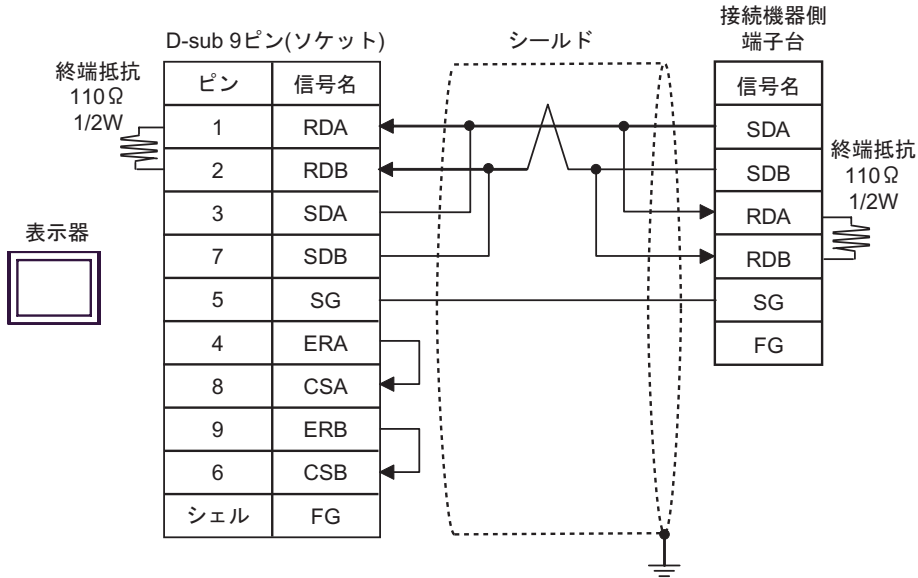 接続機器側
端子台
D-sub 9ピン(ソケット)
シールド
終端抵抗
110Ω
1/2W
ピン 信号名
1 RDA
2 RDB
3 SDA
7 SDB
5 SG
4 ERA
8 CSA
9 ERB
6 CSB
シェル FG
表示器
信号名
SDA
SDB
RDA
RDB
SG
FG
終端抵抗
110Ω
1/2W